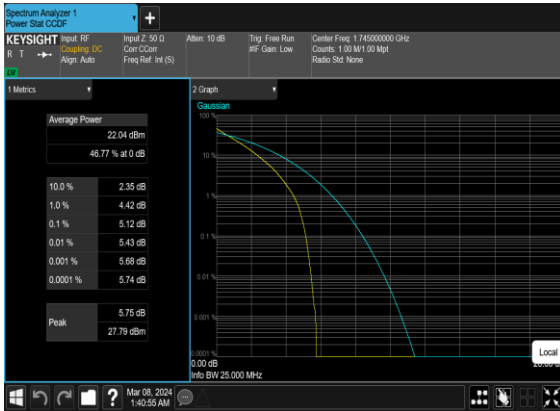 Spectrum Analyzer 1
Power Stat CCDF
KEYSIGHT
R T
Input: RF
Coupling: DC
Align: Auto
Input Z: 50 Ω
Corr CCorr
Freq Ref: Int (S)
Atten: 10 dB
Trig: Free Run
#IF Gain: Low
Center Freq: 1.745000000 GHz
Counts: 1.00 M/1.00 Mpt
Radio Std: None
1 Metrics
Average Power
22.04 dBm
46.77 % at 0 dB
10.0 % 2.35 dB
1.0 % 4.42 dB
0.1 % 5.12 dB
0.01 % 5.43 dB
0.001 % 5.68 dB
0.0001 % 5.74 dB
Peak
5.75 dB
27.79 dBm
2 Graph
Gaussian
100 %
10 %
1 %
0.1 %
0.01 %
0.001 %
0.0001 %
0.00 dB
Info BW 25.000 MHz
Local
Mar 08, 2024
1:40:55 AM